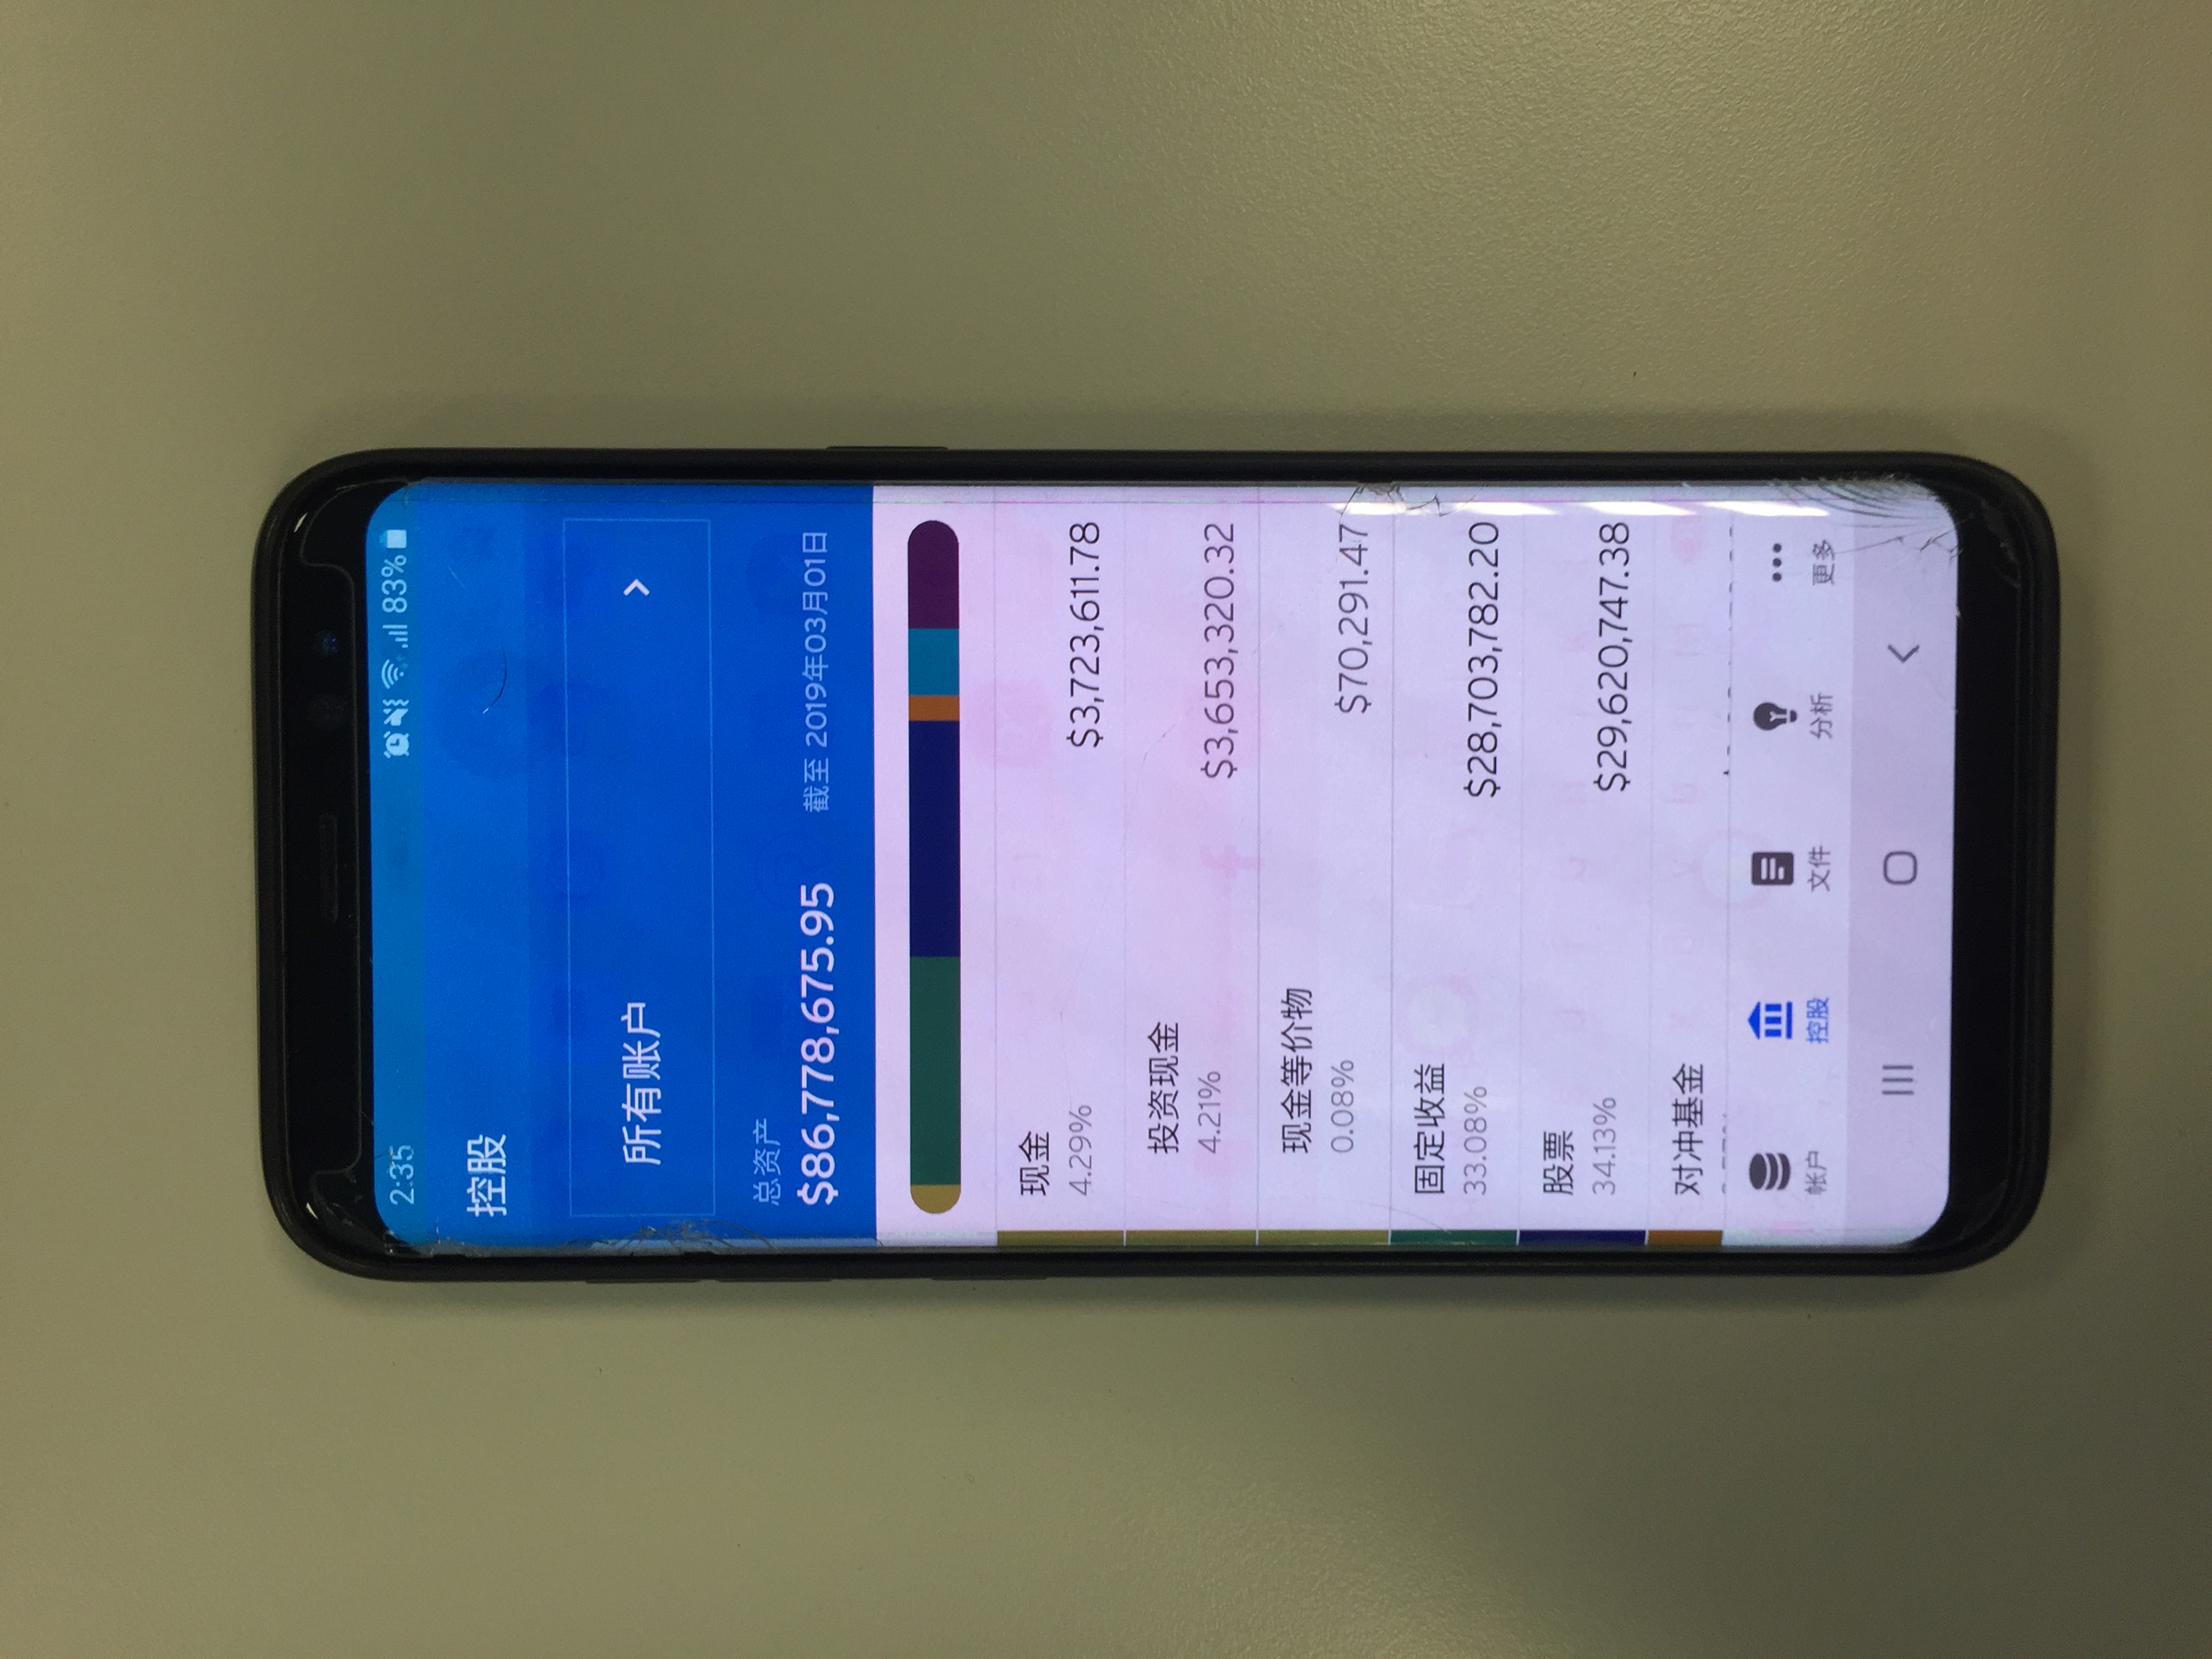 2:35 83%
控股
所有账户
总资产
$86,778,675.95 截至 2019年03月01日
现金
4.29% $3,723,611.78
投资现金
4.21% $3,653,320.32
现金等价物
0.08% $70,291.47
固定收益
33.08% $28,703,782.20
股票
34.13% $29,620,747.38
对冲基金
帐户 控股 文件 分析 更多